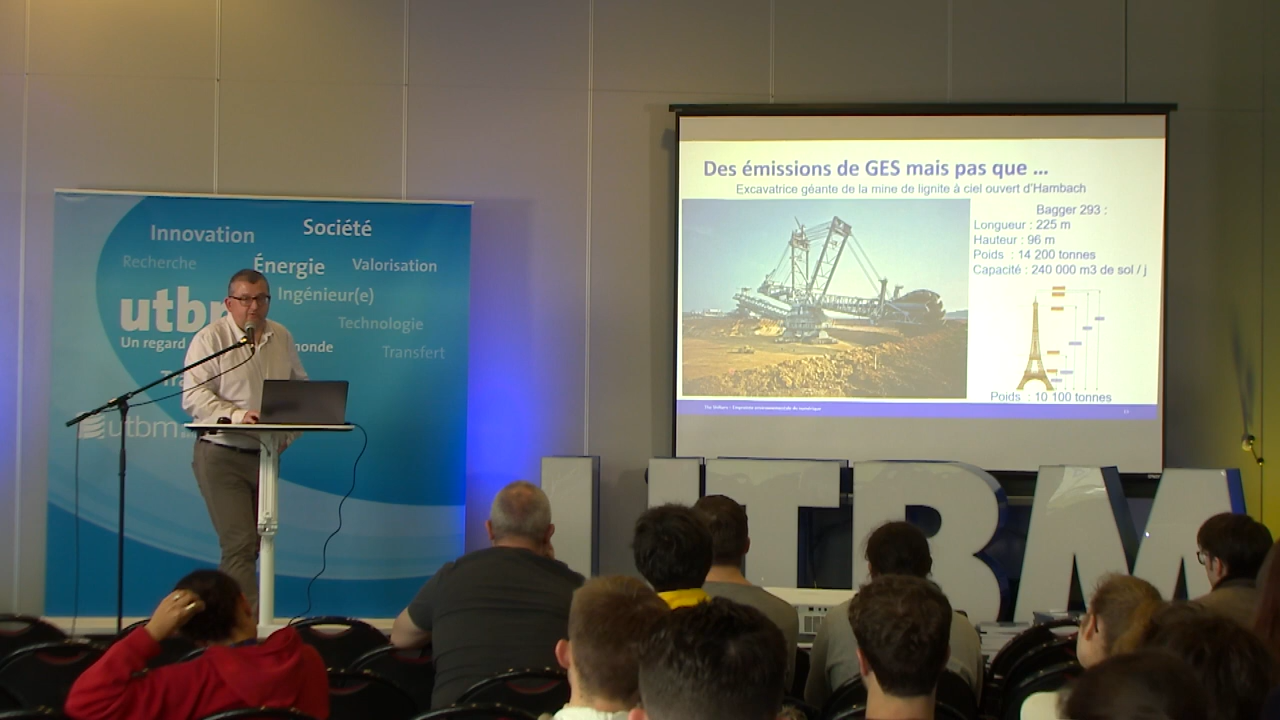 Innovation
Société
Recherche
Énergie
Valorisation
Ingénieur(e)
utb
Technologie
Un regard
monde
Transfert
utbm
Des émissions de GES mais pas que ...
Excavatrice géante de la mine de lignite à ciel ouvert d'Hambach
Bagger 293 :
Longueur : 225 m
Hauteur : 96 m
Poids : 14 200 tonnes
Capacité : 240 000 m3 de sol / j
Poids : 10 100 tonnes
UTBM